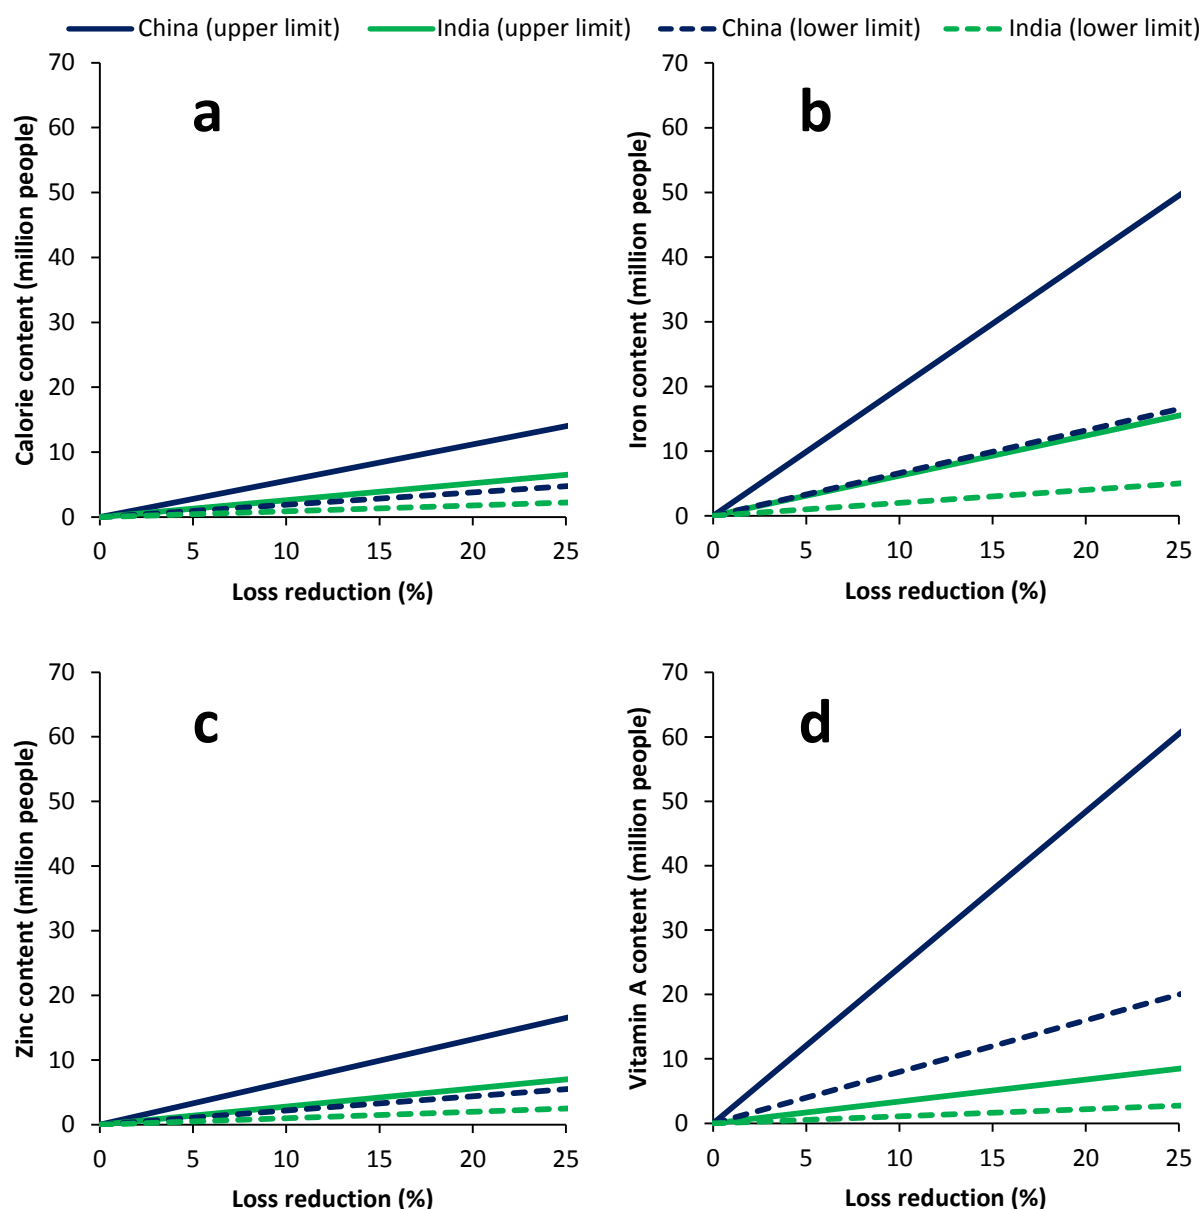 China (upper limit) India (upper limit) China (lower limit) India (lower limit)
a
Calorie content (million people)
70
60
50
40
30
20
10
0
0 5 10 15 20 25
Loss reduction (%)
b
Iron content (million people)
70
60
50
40
30
20
10
0
0 5 10 15 20 25
Loss reduction (%)
c
Zinc content (million people)
70
60
50
40
30
20
10
0
0 5 10 15 20 25
Loss reduction (%)
d
Vitamin A content (million people)
70
60
50
40
30
20
10
0
0 5 10 15 20 25
Loss reduction (%)